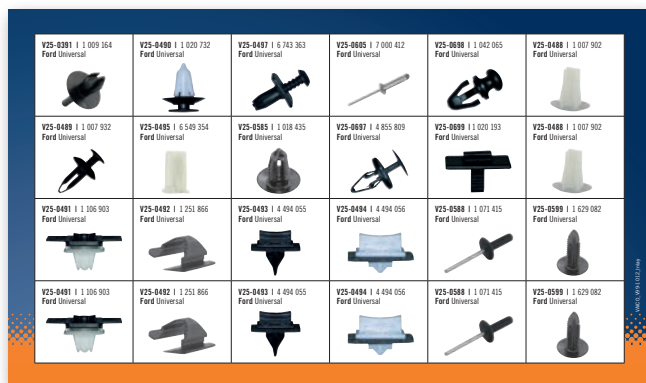 V25-0391 I 1 009 164
Ford Universal
V25-0490 I 1 020 732
Ford Universal
V25-0497 I 6 743 363
Ford Universal
V25-0605 I 7 000 412
Ford Universal
V25-0698 I 1 042 065
Ford Universal
V25-0488 I 1 007 902
Ford Universal
V25-0489 I 1 007 932
Ford Universal
V25-0495 I 6 549 354
Ford Universal
V25-0585 I 1 018 435
Ford Universal
V25-0697 I 4 855 809
Ford Universal
V25-0699 I 1 020 193
Ford Universal
V25-0488 I 1 007 902
Ford Universal
V25-0491 I 1 106 903
Ford Universal
V25-0492 I 1 251 866
Ford Universal
V25-0493 I 4 494 055
Ford Universal
V25-0494 I 4 494 056
Ford Universal
V25-0588 I 1 071 415
Ford Universal
V25-0599 I 1 629 082
Ford Universal
V25-0491 I 1 106 903
Ford Universal
V25-0492 I 1 251 866
Ford Universal
V25-0493 I 4 494 055
Ford Universal
V25-0494 I 4 494 056
Ford Universal
V25-0588 I 1 071 415
Ford Universal
V25-0599 I 1 629 082
Ford Universal